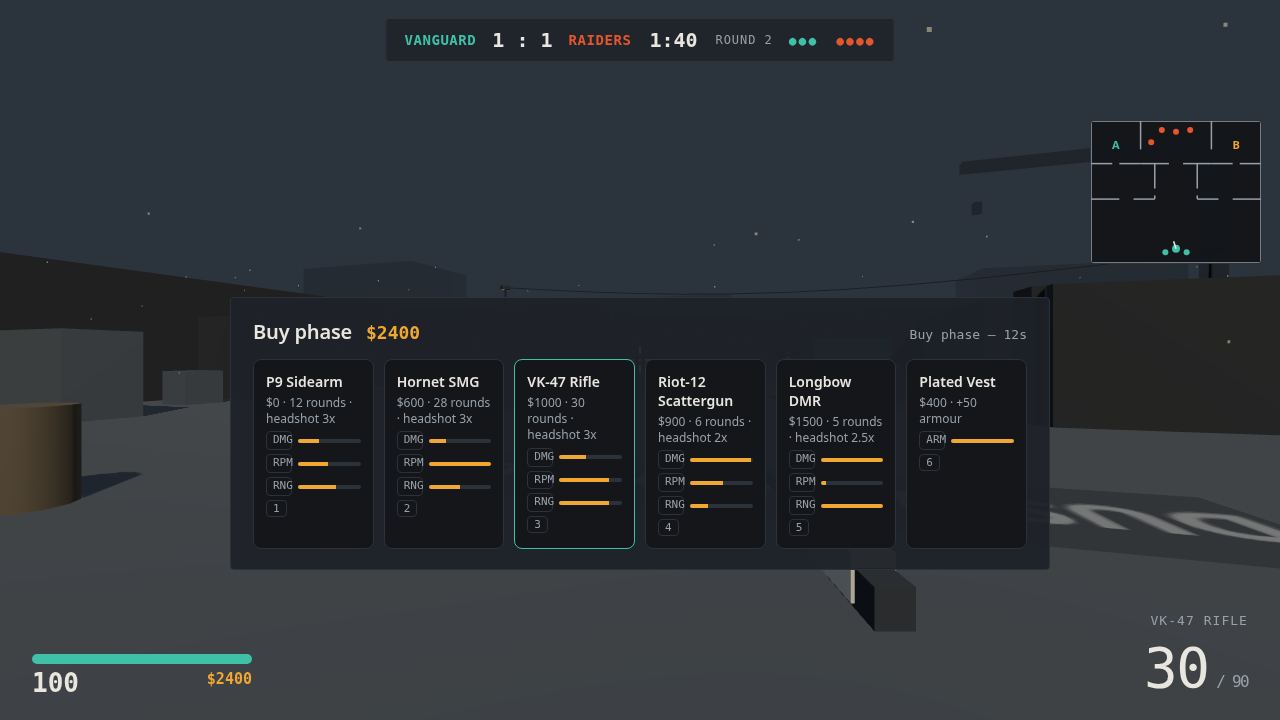 VANGUARD 1 : 1 RAIDERS 1:40 ROUND 2
A B
Buy phase $2400 Buy phase — 12s
P9 Sidearm
$0 · 12 rounds ·
headshot 3x
DMG
RPM
RNG
1
Hornet SMG
$600 · 28 rounds
· headshot 3x
DMG
RPM
RNG
2
VK-47 Rifle
$1000 · 30
rounds ·
headshot 3x
DMG
RPM
RNG
3
Riot-12
Scattergun
$900 · 6 rounds ·
headshot 2x
DMG
RPM
RNG
4
Longbow
DMR
$1500 · 5 rounds
· headshot 2.5x
DMG
RPM
RNG
5
Plated Vest
$400 · +50
armour
ARM
6
100 $2400
VK-47 RIFLE
30 / 90